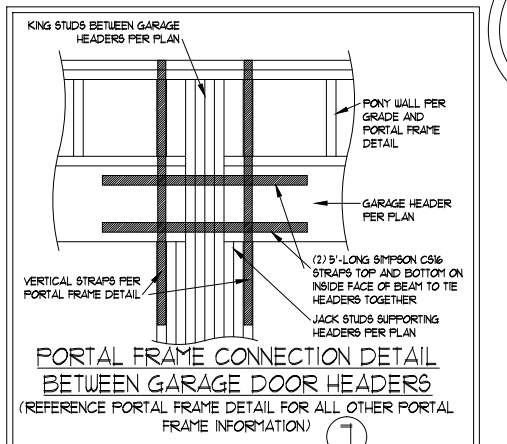 KING STUDS BETWEEN GARAGE
HEADERS PER PLAN
PONY WALL PER
GRADE AND
PORTAL FRAME
DETAIL
GARAGE HEADER
PER PLAN
(2) 5'-LONG SIMPSON CS16
STRAPS TOP AND BOTTOM ON
INSIDE FACE OF BEAM TO TIE
HEADERS TOGETHER
VERTICAL STRAPS PER
PORTAL FRAME DETAIL
JACK STUDS SUPPORTING
HEADERS PER PLAN
PORTAL FRAME CONNECTION DETAIL
BETWEEN GARAGE DOOR HEADERS
(REFERENCE PORTAL FRAME DETAIL FOR ALL OTHER PORTAL
FRAME INFORMATION)